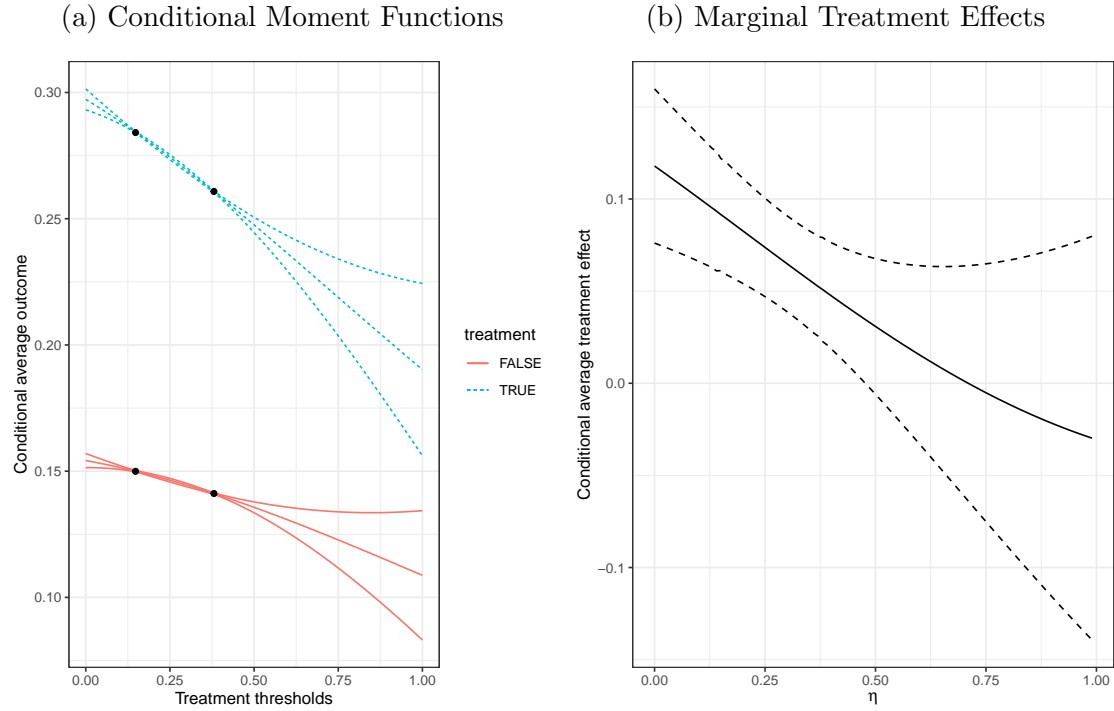 (a) Conditional Moment Functions
(b) Marginal Treatment Effects
Conditional average outcome
0.30
0.25
0.20
0.15
0.10
0.00
0.25
0.50
0.75
1.00
Treatment thresholds
treatment
FALSE
TRUE
Conditional average treatment effect
0.1
0.0
−0.1
0.00
0.25
0.50
0.75
1.00
η